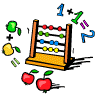 1+1=2
+
=